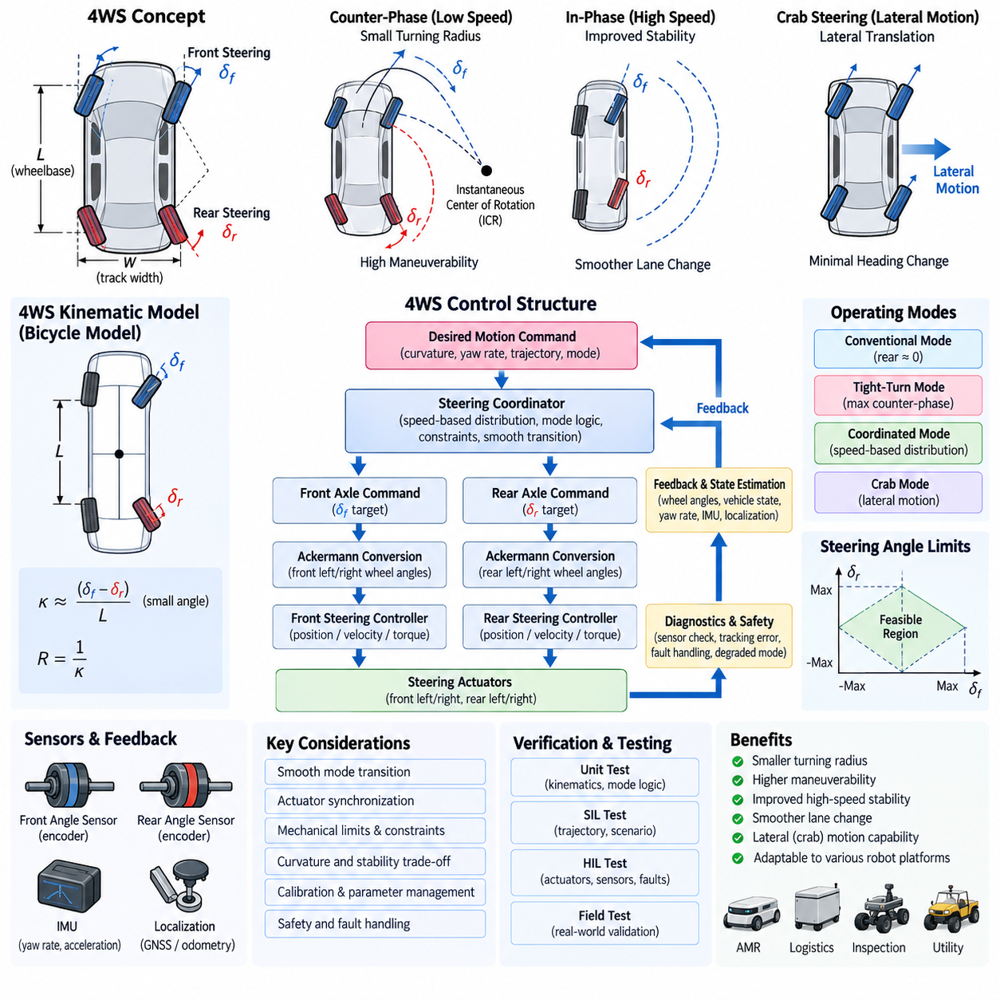 4WS Concept
Front Steering
δf
L
(wheelbase)
Rear Steering
δr
W
(track width)
Counter-Phase (Low Speed)
Small Turning Radius
δf
Instantaneous
Center of Rotation
(ICR)
δr
High Maneuverability
In-Phase (High Speed)
Improved Stability
δf
δr
Smoother Lane Change
Crab Steering (Lateral Motion)
Lateral Translation
Lateral
Motion
Minimal Heading Change
4WS Kinematic Model
(Bicycle Model)
δf
L
δr
κ ≈ (δf – δr) / L (small angle)
R = 1 / κ
4WS Control Structure
Desired Motion Command
(curvature, yaw rate, trajectory, mode)
Steering Coordinator
(speed-based distribution, mode logic,
constraints, smooth transition)
Feedback
Front Axle Command
(δf target)
Rear Axle Command
(δr target)
Feedback & State Estimation
(wheel angles, vehicle state,
yaw rate, IMU, localization)
Ackermann Conversion
(front left/right wheel angles)
Ackermann Conversion
(rear left/right wheel angles)
Front Steering Controller
(position / velocity / torque)
Rear Steering Controller
(position / velocity / torque)
Diagnostics & Safety
(sensor check, tracking error,
fault handling, degraded mode)
Steering Actuators
(front left/right, rear left/right)
Operating Modes
Conventional Mode
(rear ≈ 0)
Tight-Turn Mode
(max counter-phase)
Coordinated Mode
(speed-based distribution)
Crab Mode
(lateral motion)
Steering Angle Limits
δr
Max
Feasible
Region
-Max
-Max
Max
δf
Sensors & Feedback
Front Angle Sensor
(encoder)
Rear Angle Sensor
(encoder)
IMU
(yaw rate, acceleration)
Localization
(GNSS / odometry)
Key Considerations
Smooth mode transition
Actuator synchronization
Mechanical limits & constraints
Curvature and stability trade-off
Calibration & parameter management
Safety and fault handling
Verification & Testing
Unit Test
(kinematics, mode logic)
SIL Test
(trajectory, scenario)
HIL Test
(actuators, sensors, faults)
Field Test
(real-world validation)
Benefits
Smaller turning radius
Higher maneuverability
Improved high-speed stability
Smoother lane change
Lateral (crab) motion capability
Adaptable to various robot platforms
AMR
Logistics
Inspection
Utility